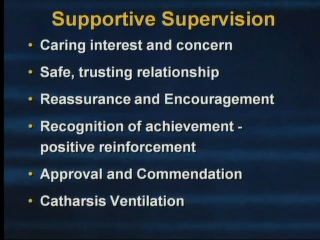 Supportive Supervision
• Caring interest and concern
• Safe, trusting relationship
• Reassurance and Encouragement
• Recognition of achievement -
positive reinforcement
• Approval and Commendation
• Catharsis Ventilation